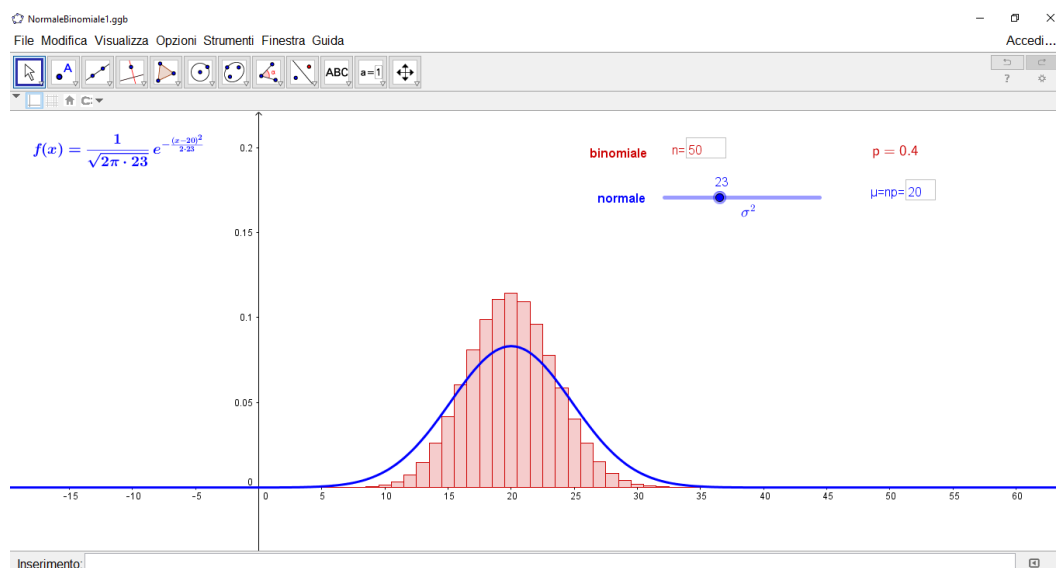 NormaleBinomiale1.ggb
File Modifica Visualizza Opzioni Strumenti Finestra Guida
Accedi...
A
ABC
a=1
?
f(x) = 1/√(2π · 23) e^(-(x-20)²/(2·23))
binomiale n= 50 p = 0.4
normale 23 σ² μ=np= 20
0.2
0.15
0.1
0.05
0
-15 -10 -5 0 5 10 15 20 25 30 35 40 45 50 55 60
Inserimento: